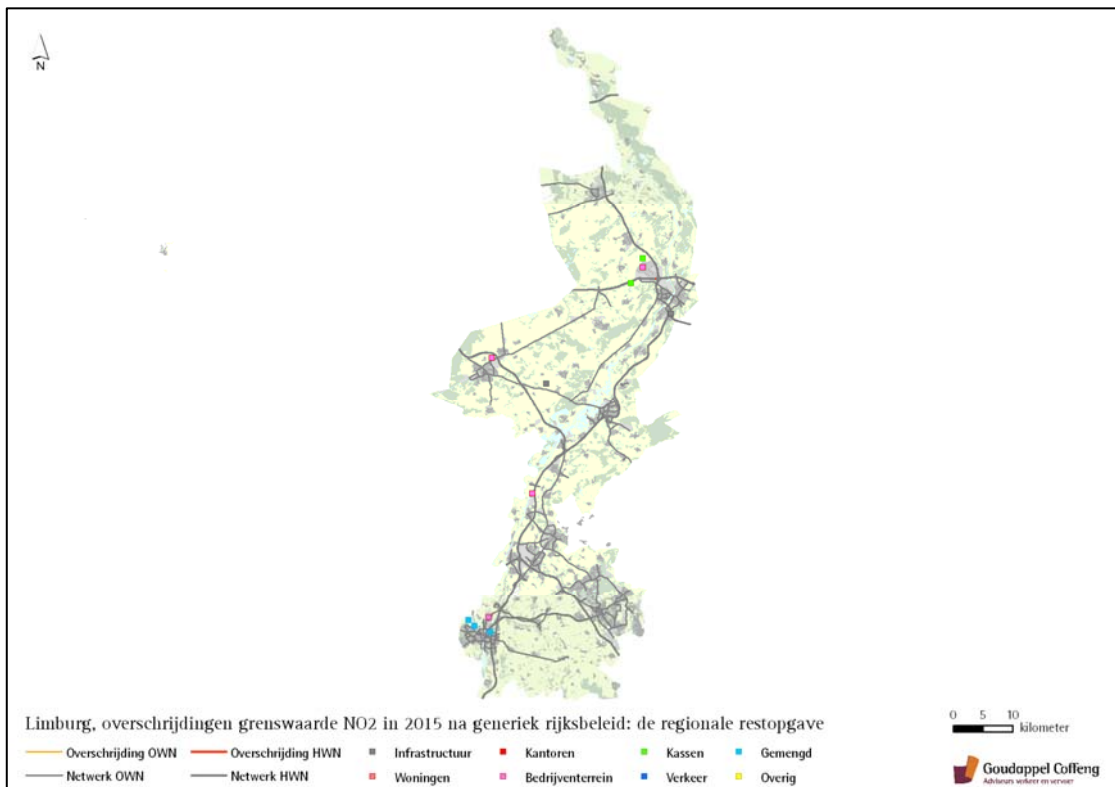 N
Limburg, overschrijdingen grenswaarde NO2 in 2015 na generiek rijksbeleid: de regionale restopgave
Overschrijding OWN Overschrijding HWN Infrastructuur Kantoren Kassen Gemengd
Netwerk OWN Netwerk HWN Woningen Bedrijventerrein Verkeer Overig
0 5 10
kilometer
Goudappel Coffeng
Adviseurs verkeer en vervoer